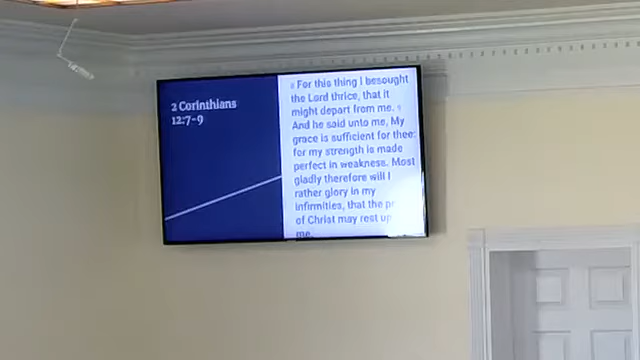 2 Corinthians
12:7-9
8 For this thing I besought
the Lord thrice, that it
might depart from me. 9
And he said unto me, My
grace is sufficient for thee:
for my strength is made
perfect in weakness. Most
gladly therefore will I
rather glory in my
infirmities, that the
of Christ may rest up
me.